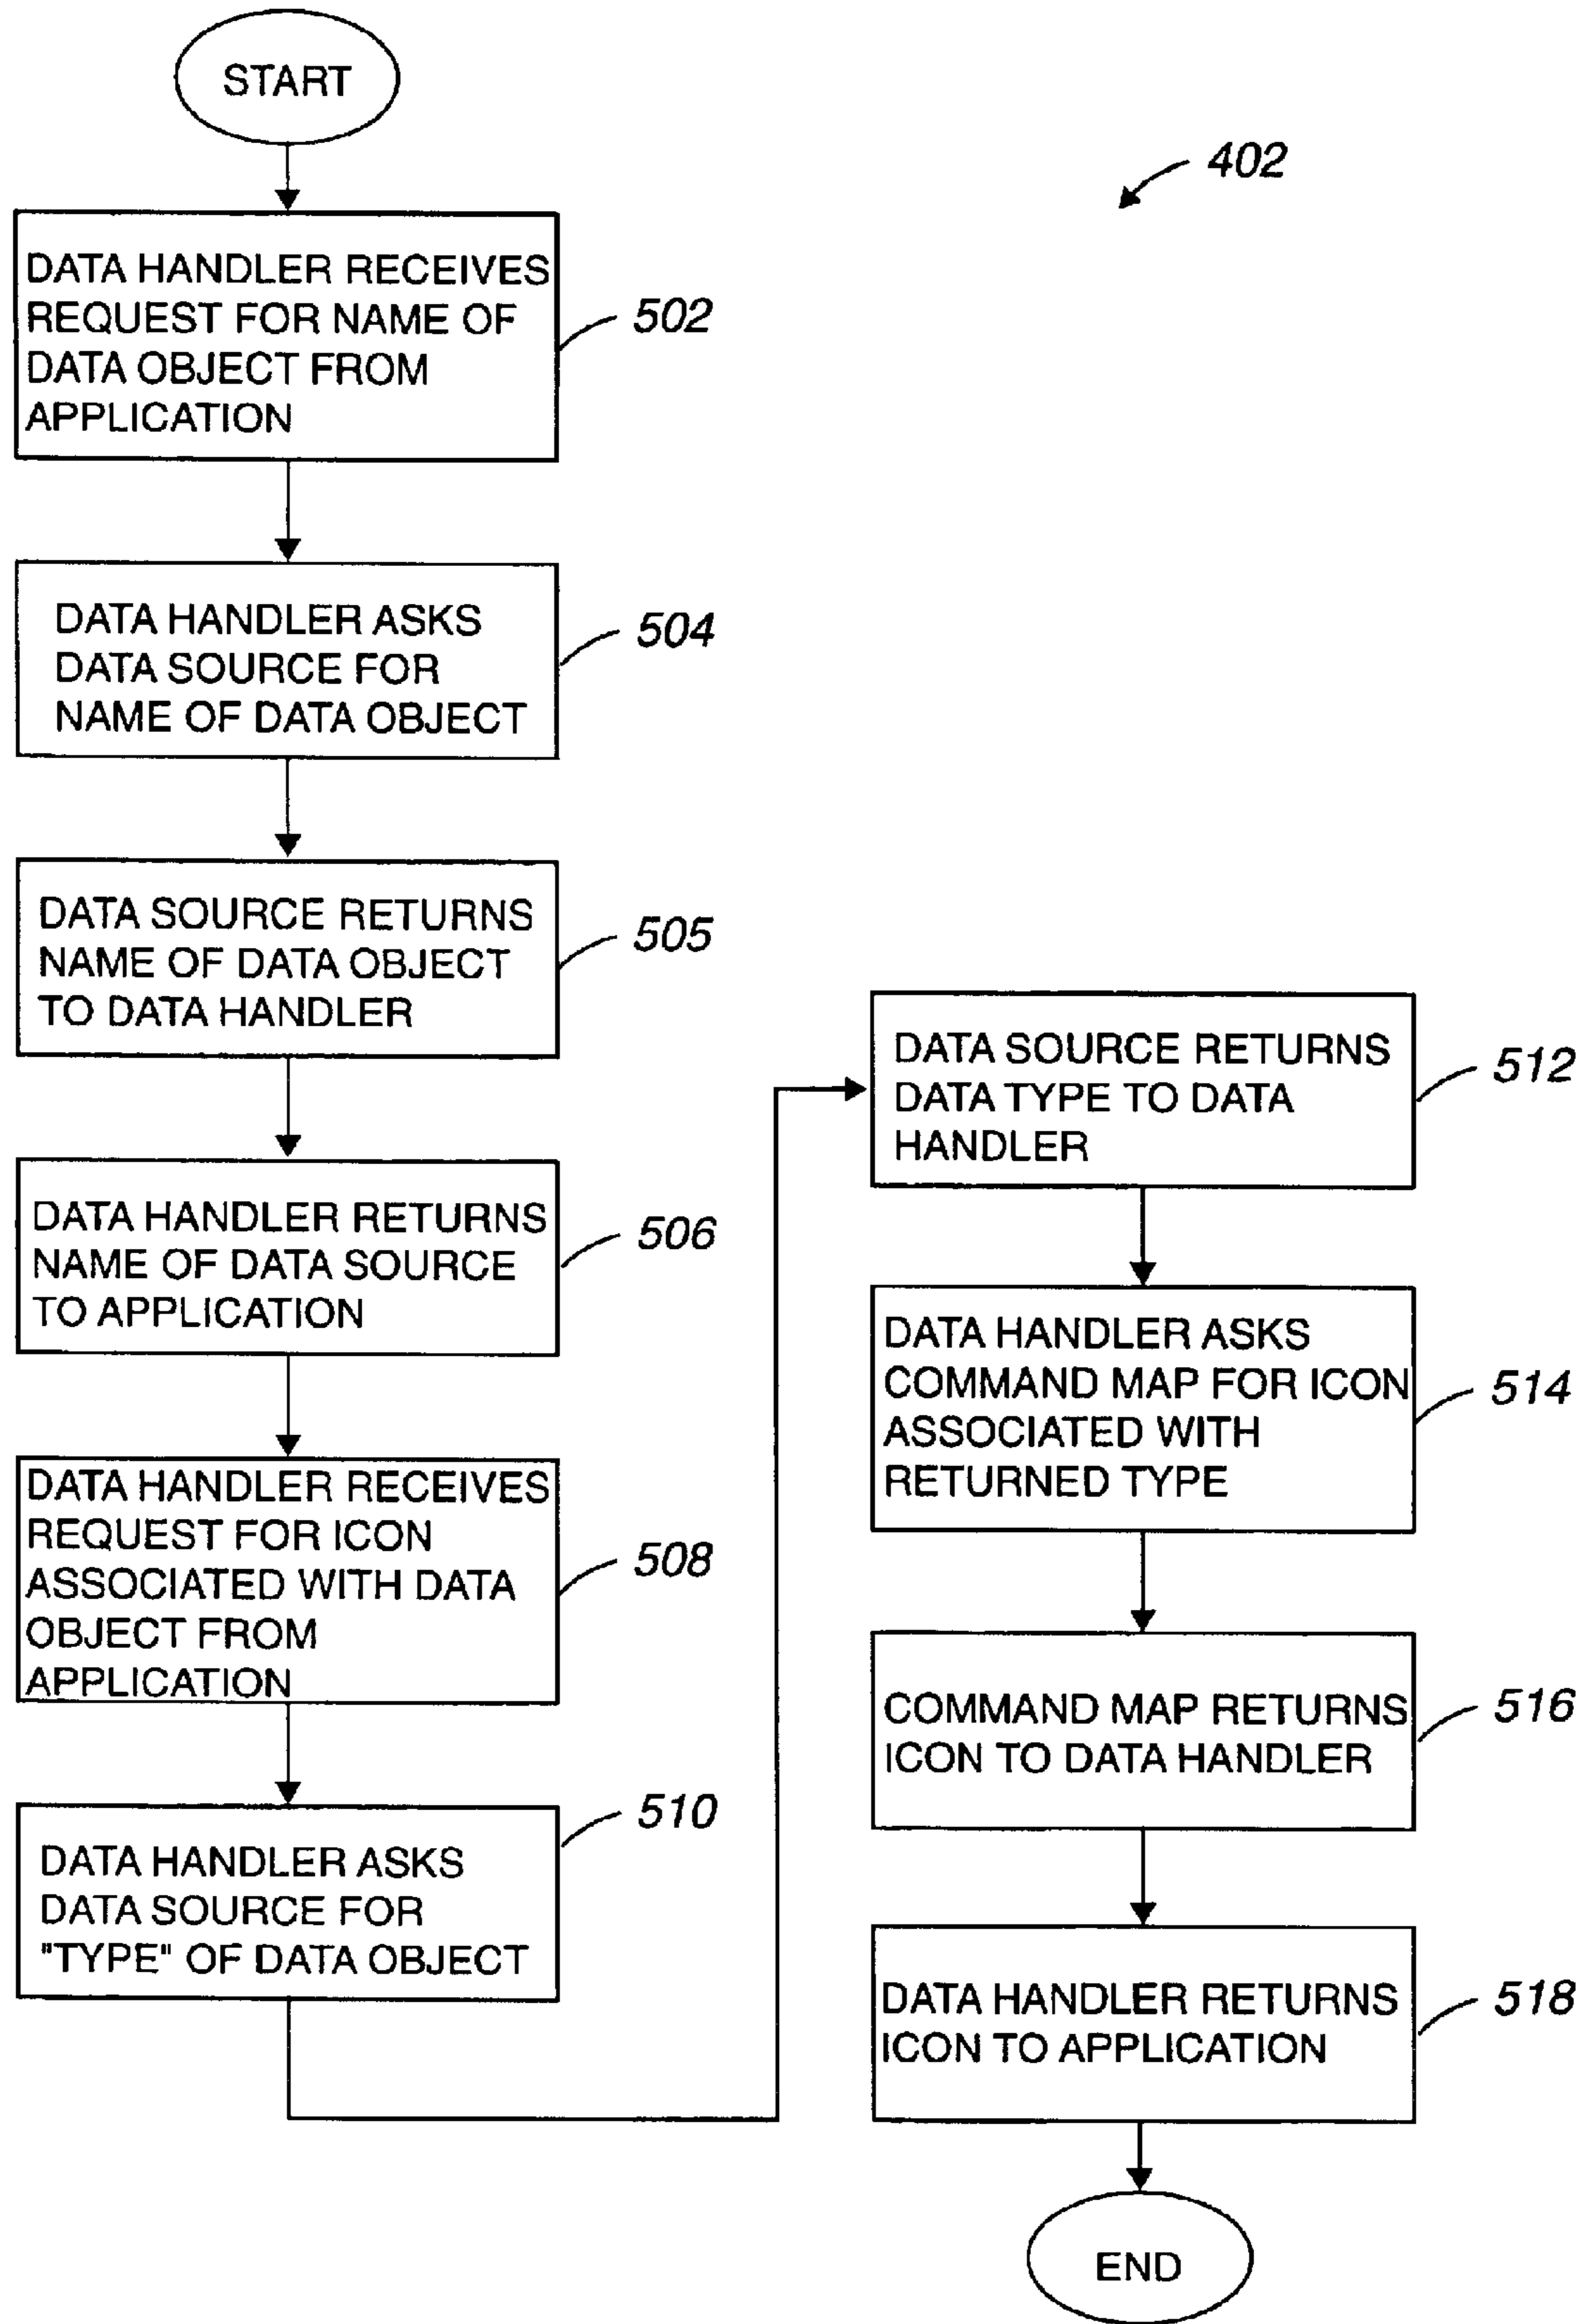 START
402
DATA HANDLER RECEIVES
REQUEST FOR NAME OF
DATA OBJECT FROM
APPLICATION
502
DATA HANDLER ASKS
DATA SOURCE FOR
NAME OF DATA OBJECT
504
DATA SOURCE RETURNS
NAME OF DATA OBJECT
TO DATA HANDLER
505
DATA HANDLER RETURNS
NAME OF DATA SOURCE
TO APPLICATION
506
DATA HANDLER RECEIVES
REQUEST FOR ICON
ASSOCIATED WITH DATA
OBJECT FROM
APPLICATION
508
DATA HANDLER ASKS
DATA SOURCE FOR
"TYPE" OF DATA OBJECT
510
DATA SOURCE RETURNS
DATA TYPE TO DATA
HANDLER
512
DATA HANDLER ASKS
COMMAND MAP FOR ICON
ASSOCIATED WITH
RETURNED TYPE
514
COMMAND MAP RETURNS
ICON TO DATA HANDLER
516
DATA HANDLER RETURNS
ICON TO APPLICATION
518
END